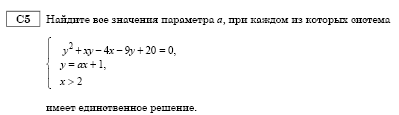 С5 Найдите все значения параметра a, при каждом из которых система
y² + xy − 4x − 9y + 20 = 0,
y = ax + 1,
x > 2
имеет единственное решение.